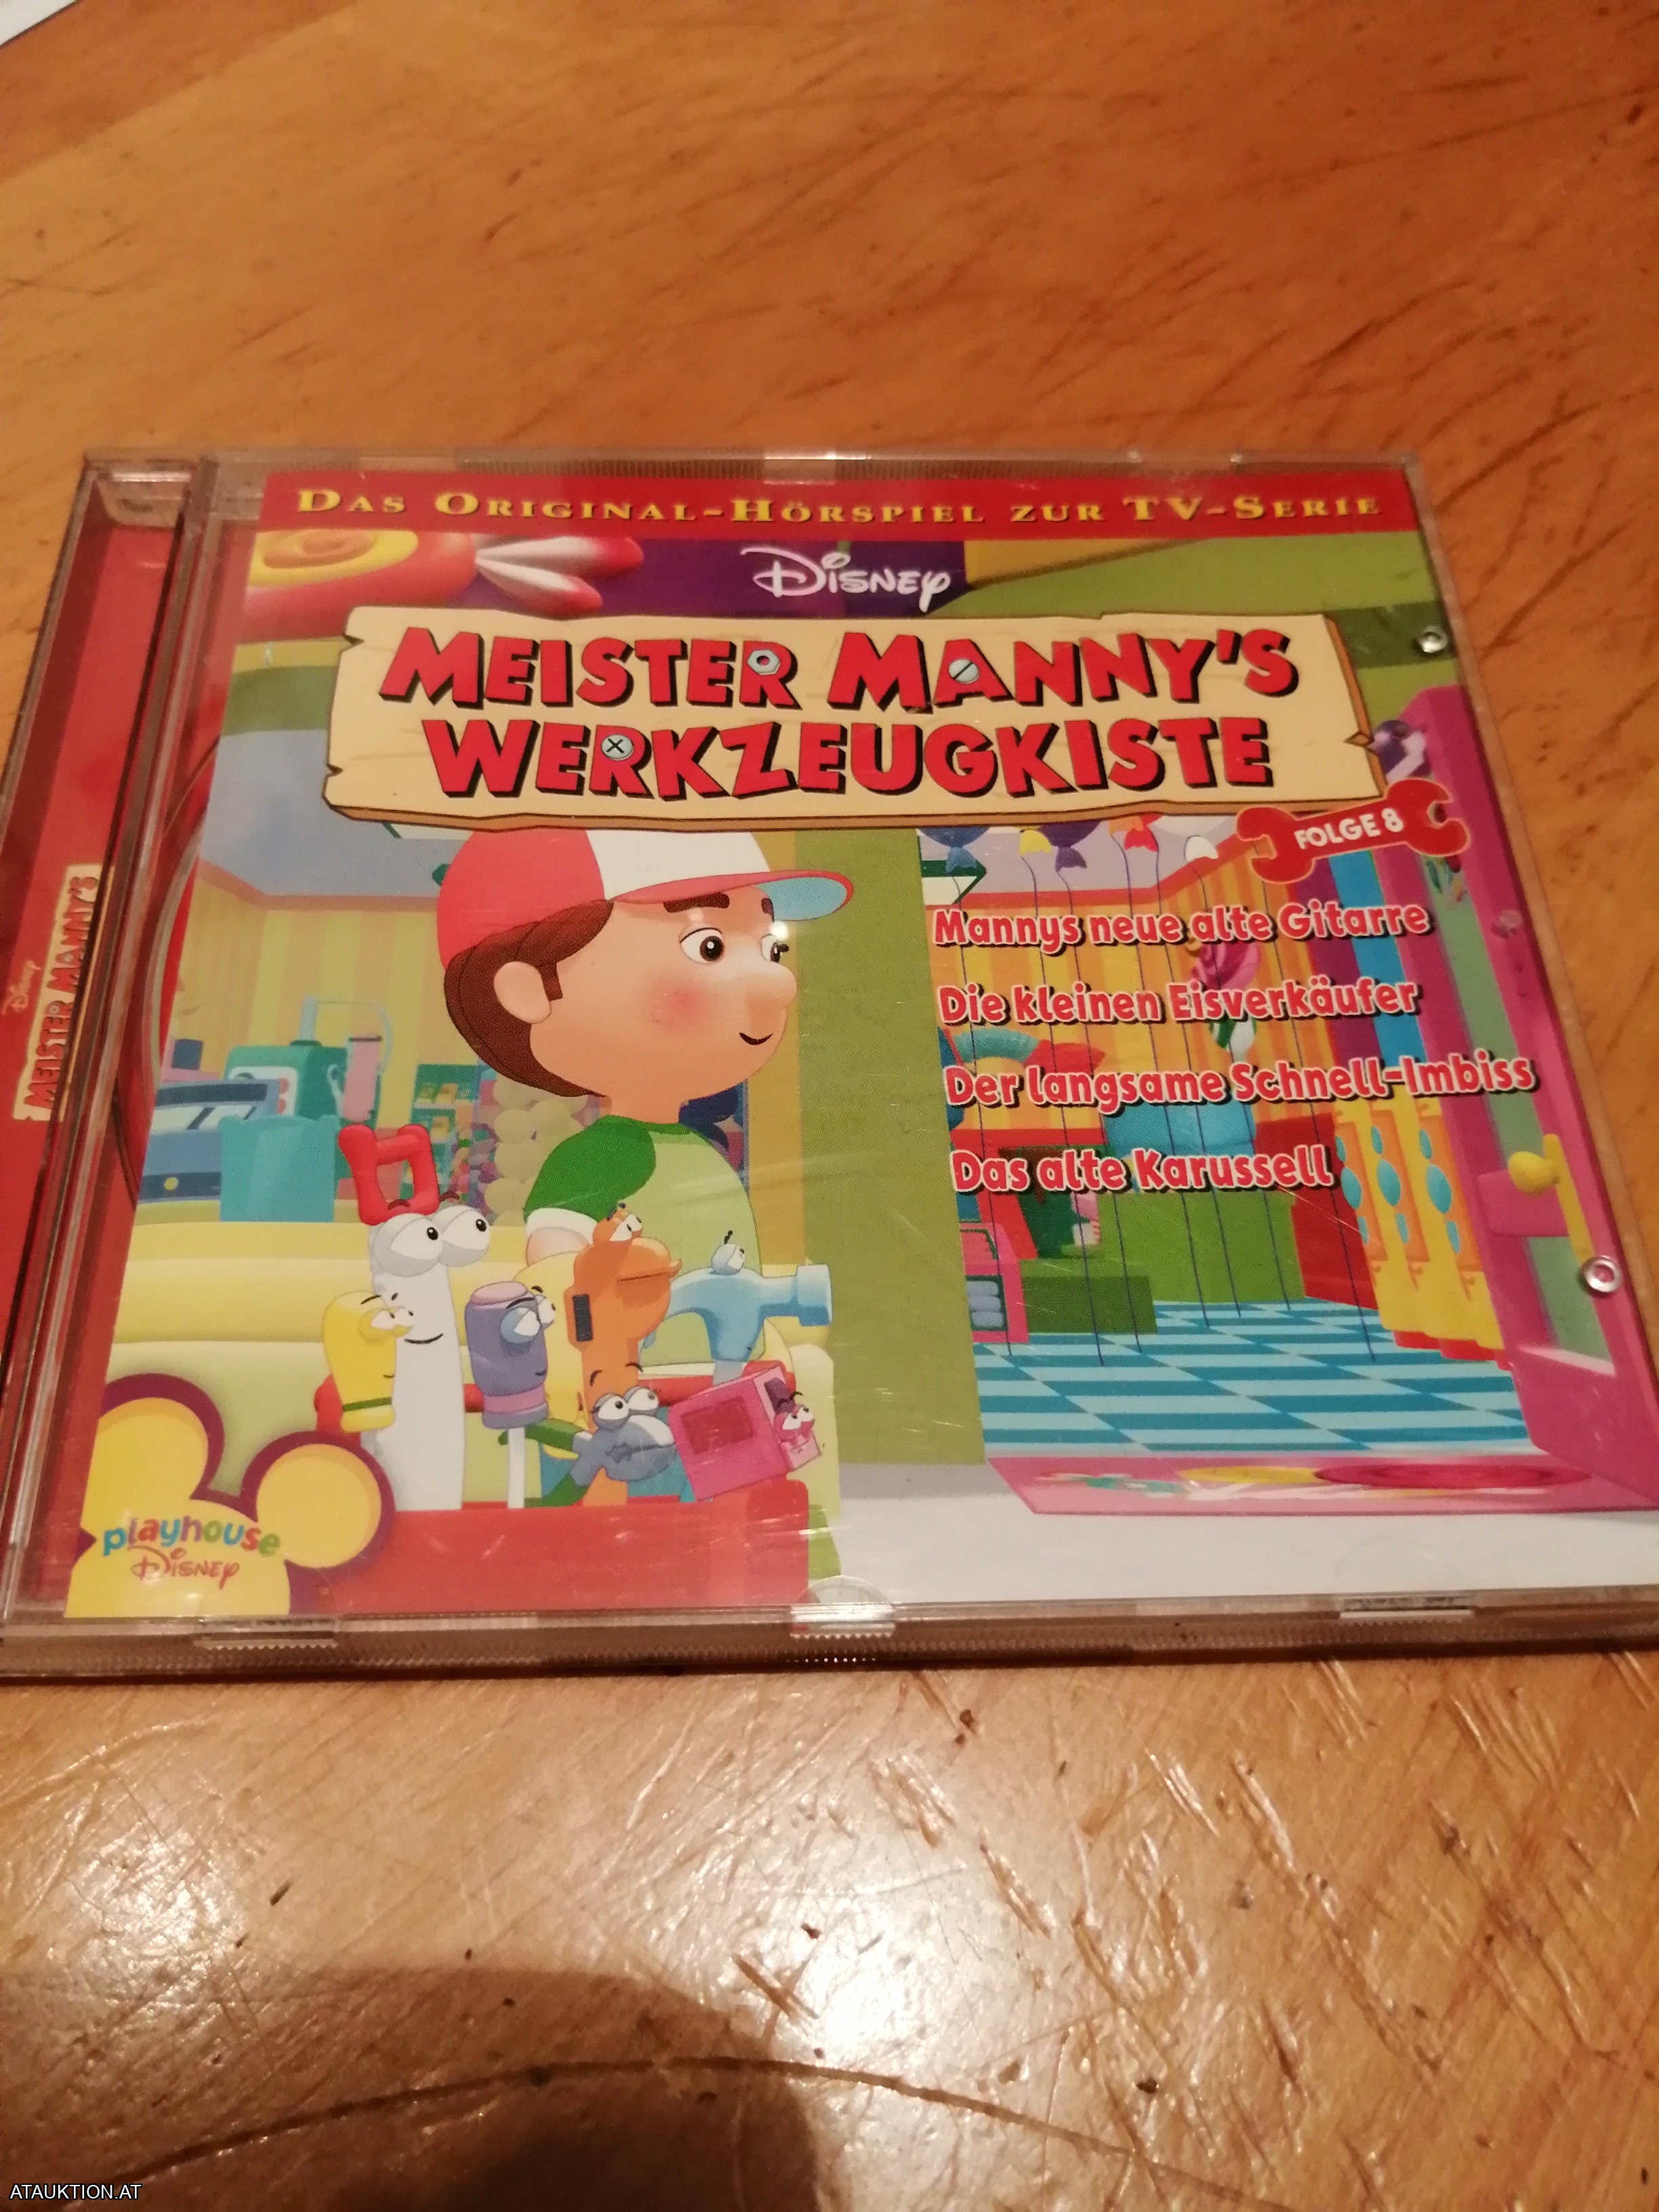 DAS ORIGINAL-HÖRSPIEL ZUR TV-SERIE
DISNEY
MEISTER MANNY'S
WERKZEUGKISTE
FOLGE 8
Mannys neue alte Gitarre
Die kleinen Eisverkäufer
Der langsame Schnell-Imbiss
Das alte Karussell
playhouse
DISNEY
Disney
MEISTER MANNY'S
ATAUKTION.AT